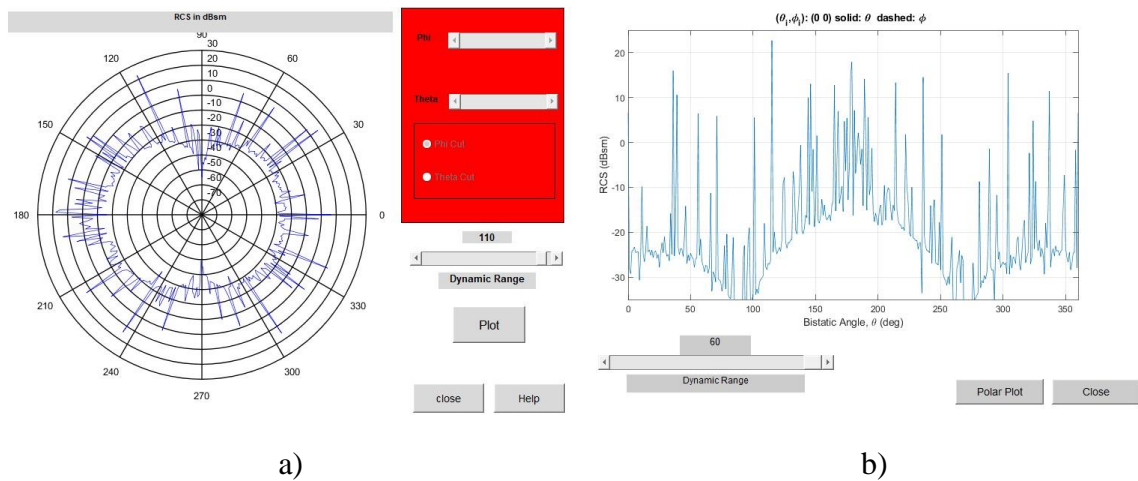 RCS in dBsm
90
30
20
10
0
-10
-20
-30
-40
-50
-60
-70
120
60
150
30
180
0
210
330
240
300
270
Phi
Theta
Phi Cut
Theta Cut
110
Dynamic Range
Plot
close
Help
a)
(θi,ϕi): (0 0) solid: θ dashed: ϕ
RCS (dBsm)
20
10
0
-10
-20
-30
0 50 100 150 200 250 300 350
Bistatic Angle, θ (deg)
60
Dynamic Range
Polar Plot
Close
b)